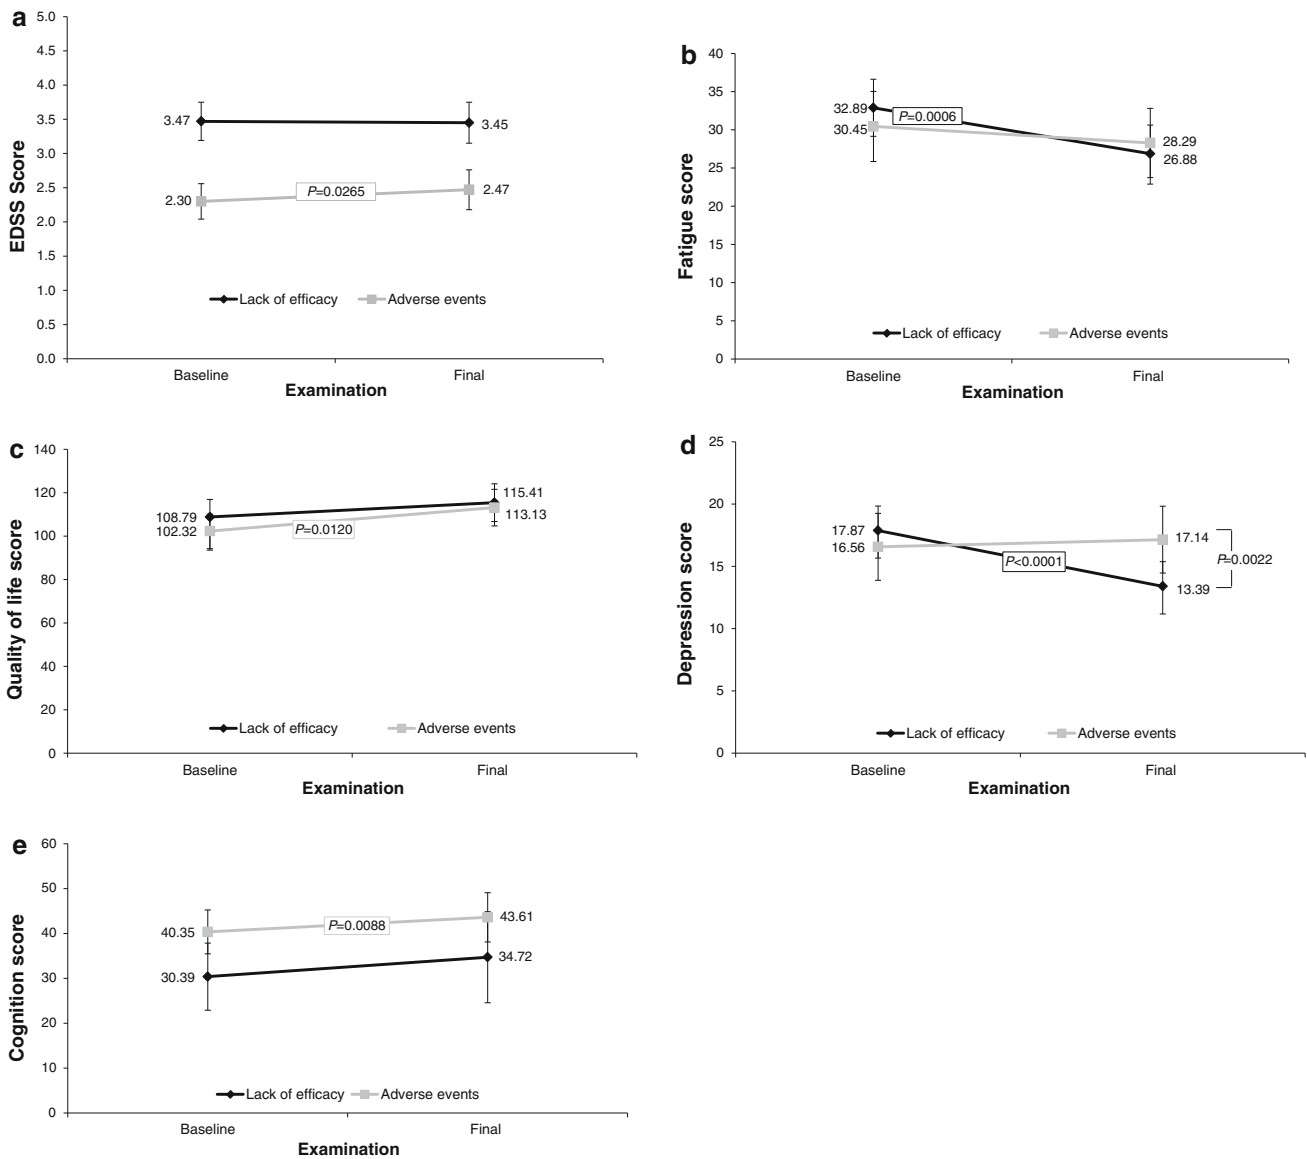 a
5.0
4.5
4.0
3.5
3.0
2.5
2.0
1.5
1.0
0.5
0.0
EDSS Score
3.47
3.45
2.30
P=0.0265
2.47
Lack of efficacy
Adverse events
Baseline
Final
Examination
b
40
35
30
25
20
15
10
5
0
Fatigue score
32.89
P=0.0006
30.45
28.29
26.88
Lack of efficacy
Adverse events
Baseline
Final
Examination
c
140
120
100
80
60
40
20
0
Quality of life score
108.79
102.32
P=0.0120
115.41
113.13
Lack of efficacy
Adverse events
Baseline
Final
Examination
d
25
20
15
10
5
0
Depression score
17.87
16.56
P<0.0001
17.14
P=0.0022
13.39
Lack of efficacy
Adverse events
Baseline
Final
Examination
e
60
50
40
30
20
10
0
Cognition score
40.35
P=0.0088
43.61
30.39
34.72
Lack of efficacy
Adverse events
Baseline
Final
Examination